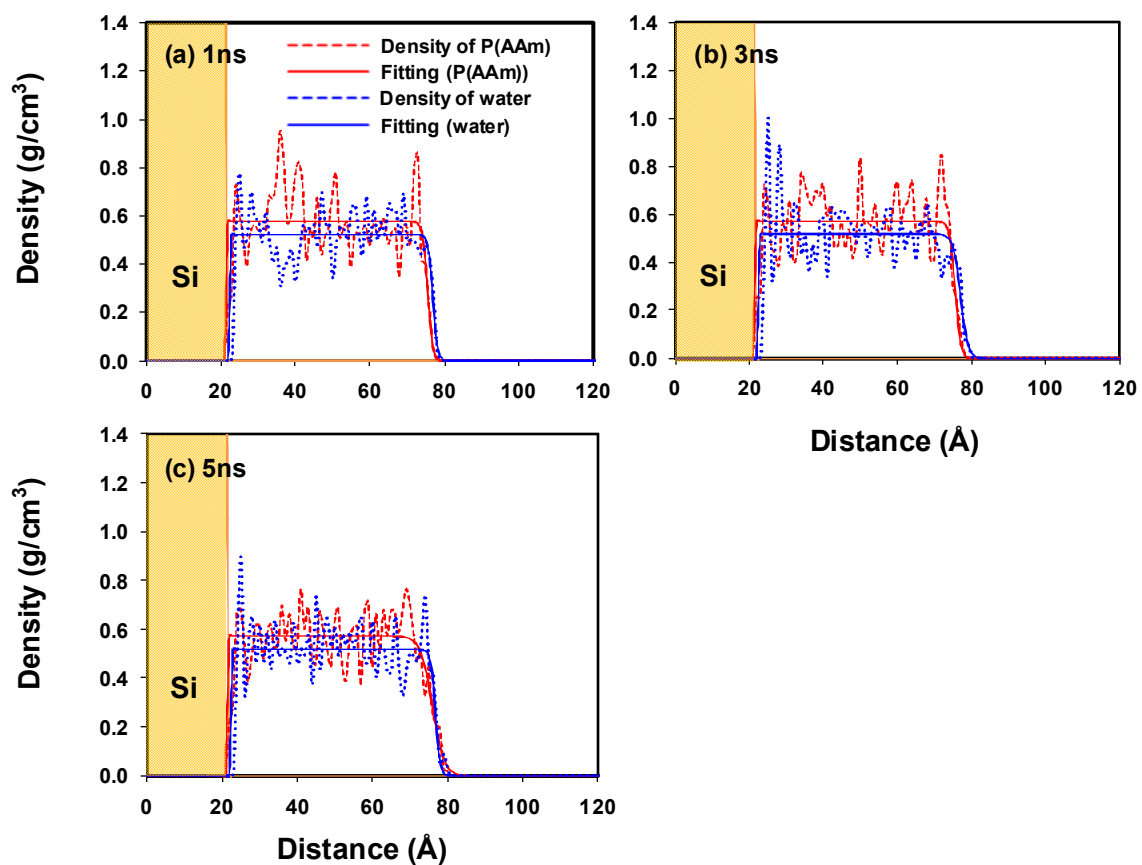 1.4
1.2
1.0
0.8
0.6
0.4
0.2
0.0
Density (g/cm³)
(a) 1ns
Density of P(AAm)
Fitting (P(AAm))
Density of water
Fitting (water)
Si
0 20 40 60 80 100 120
1.4
1.2
1.0
0.8
0.6
0.4
0.2
0.0
(b) 3ns
Si
0 20 40 60 80 100 120
Distance (Å)
1.4
1.2
1.0
0.8
0.6
0.4
0.2
0.0
Density (g/cm³)
(c) 5ns
Si
0 20 40 60 80 100 120
Distance (Å)